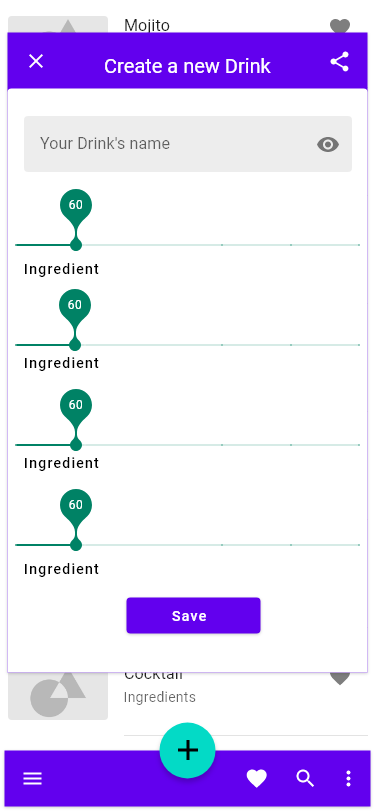 Mojito
Create a new Drink
Your Drink's name
60
Ingredient
60
Ingredient
60
Ingredient
60
Ingredient
Save
Cocktail
Ingredients